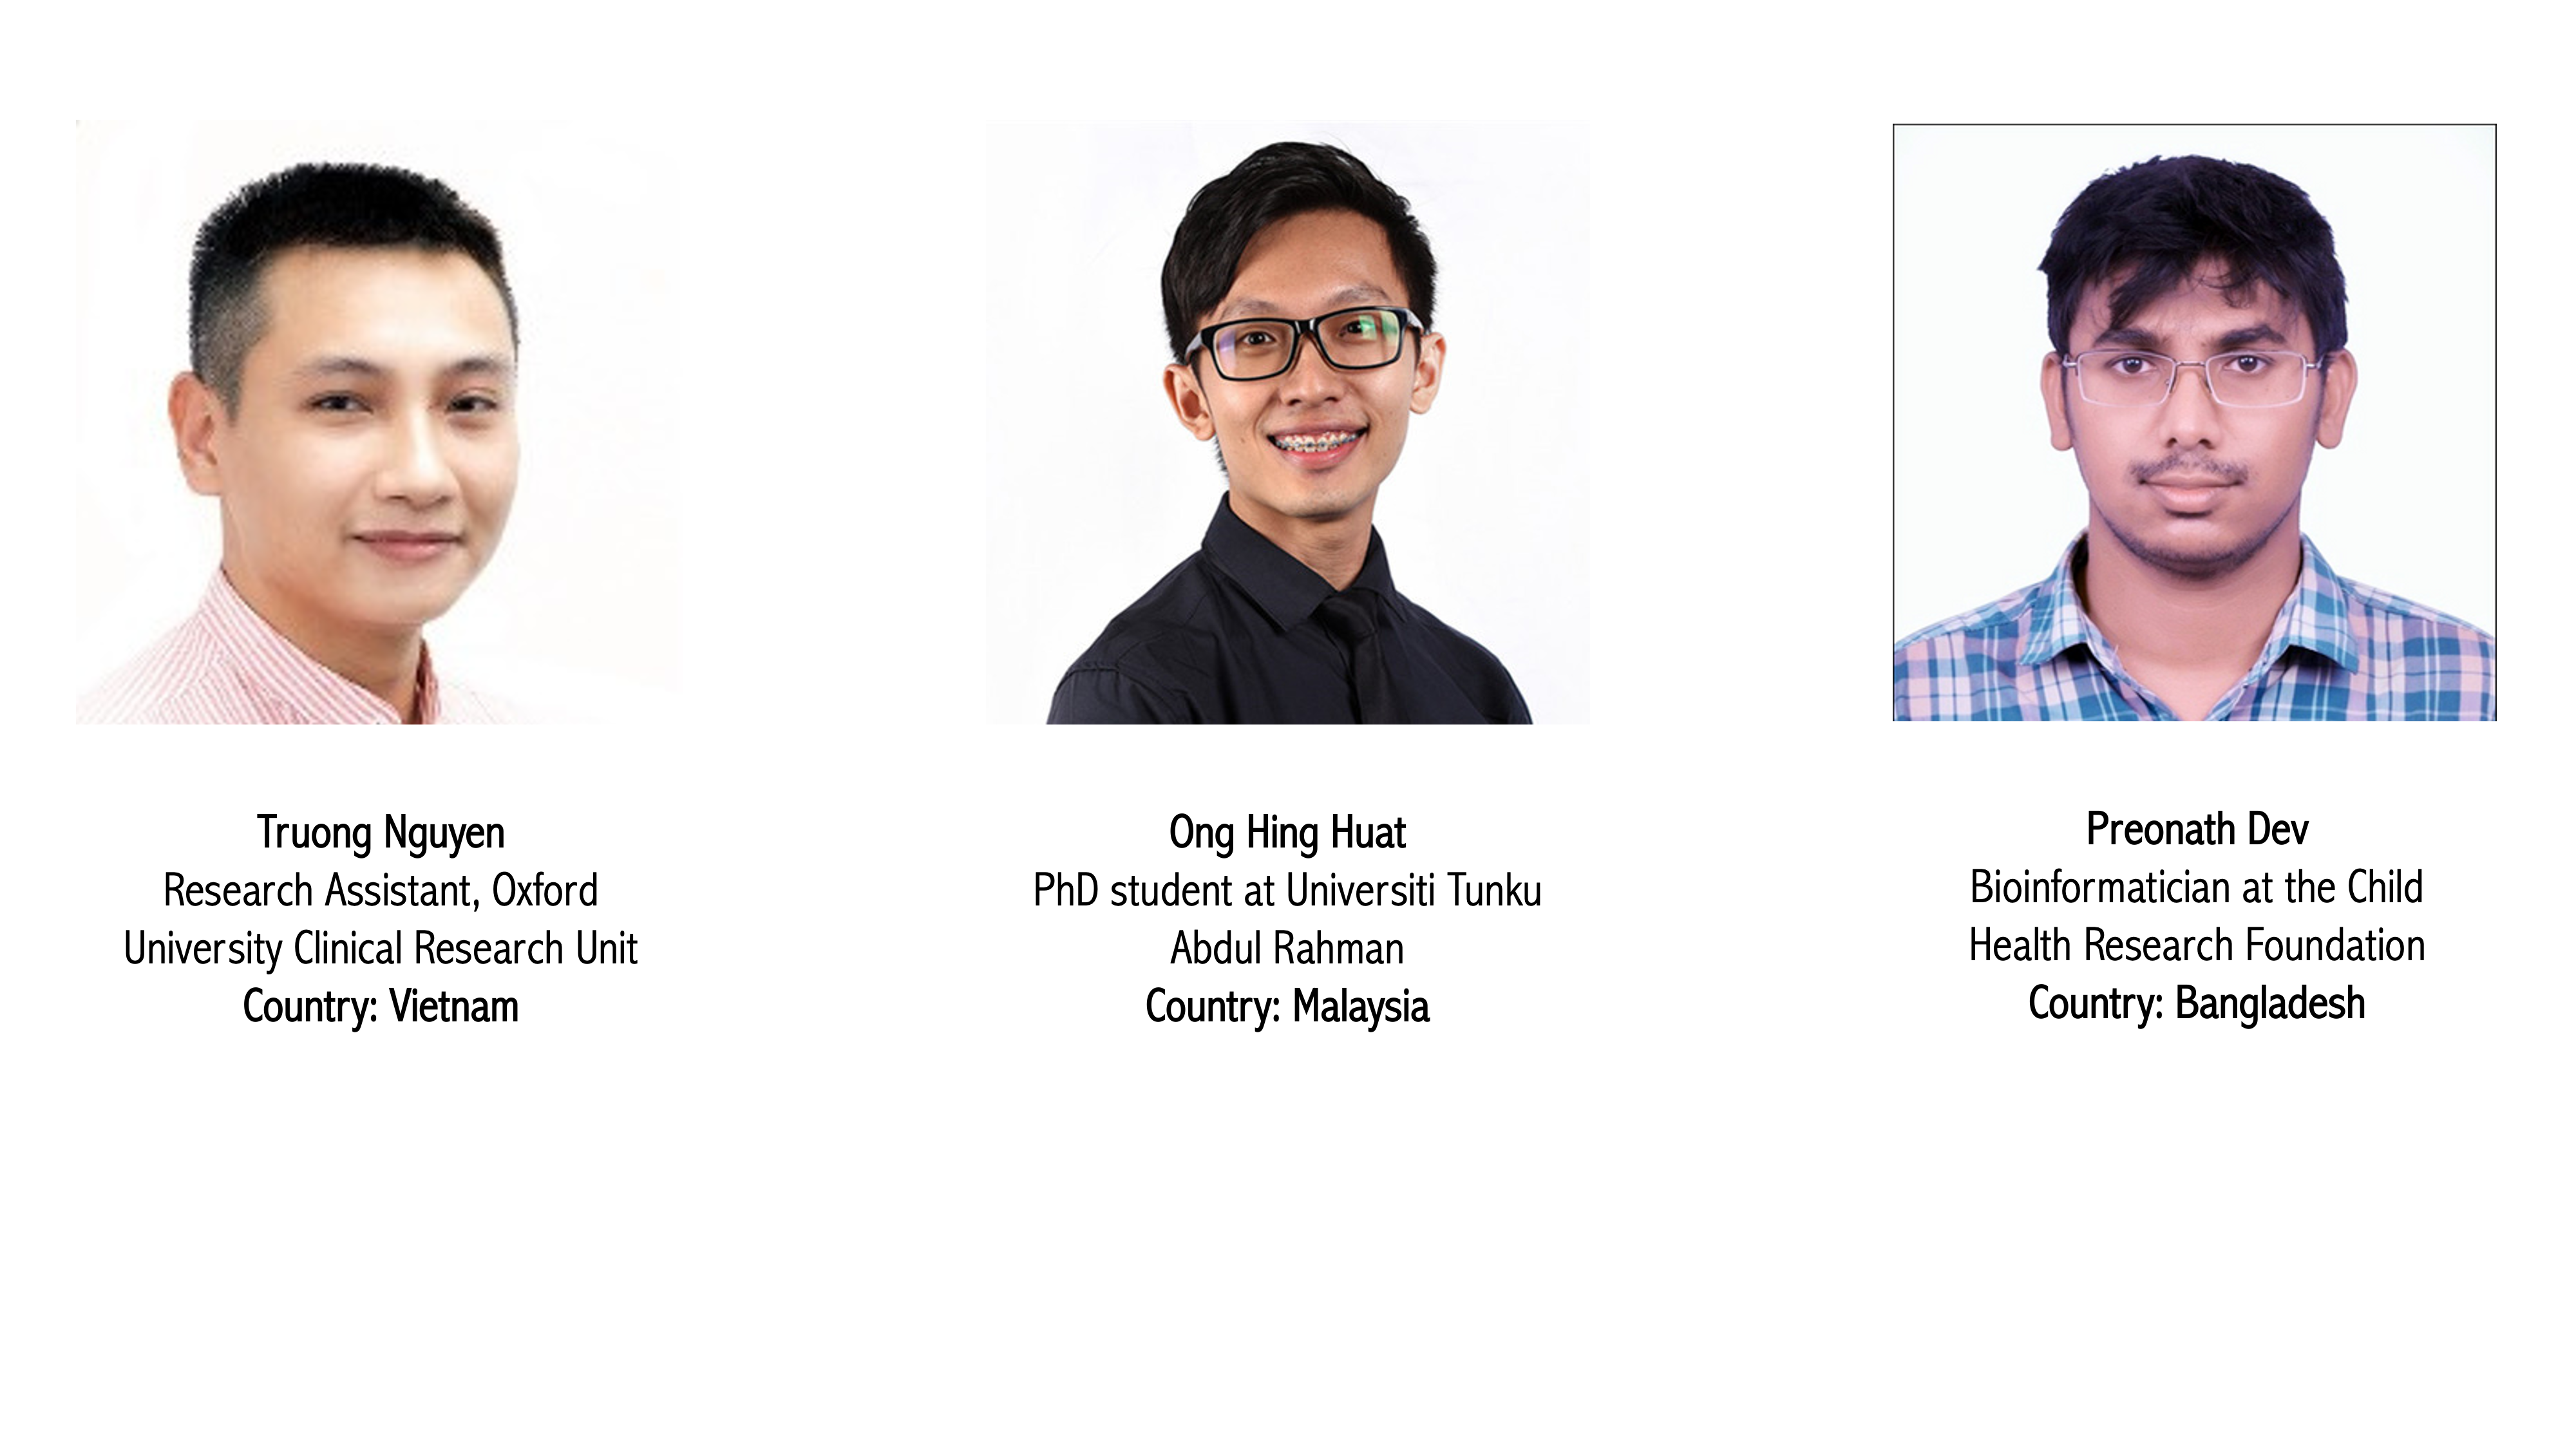 Truong Nguyen
Research Assistant, Oxford
University Clinical Research Unit
Country: Vietnam
Ong Hing Huat
PhD student at Universiti Tunku
Abdul Rahman
Country: Malaysia
Preonath Dev
Bioinformatician at the Child
Health Research Foundation
Country: Bangladesh